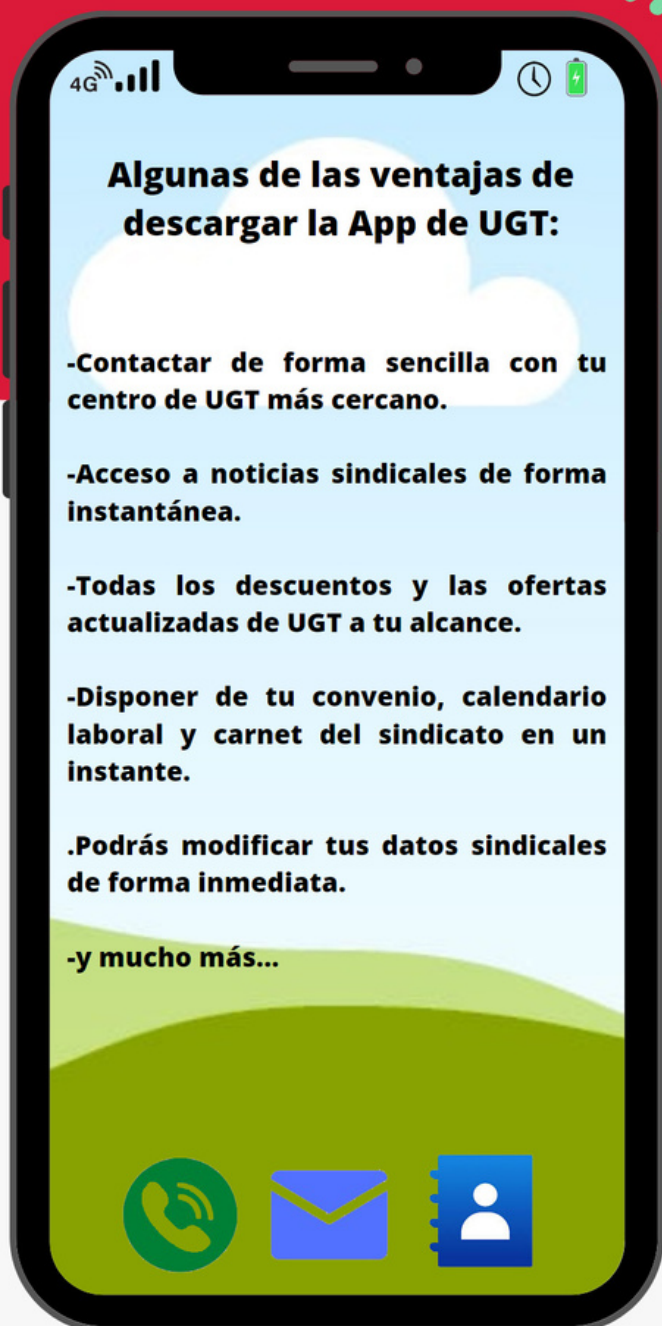 4G
Algunas de las ventajas de
descargar la App de UGT:
-Contactar de forma sencilla con tu
centro de UGT más cercano.
-Acceso a noticias sindicales de forma
instantánea.
-Todas los descuentos y las ofertas
actualizadas de UGT a tu alcance.
-Disponer de tu convenio, calendario
laboral y carnet del sindicato en un
instante.
.Podrás modificar tus datos sindicales
de forma inmediata.
-y mucho más...